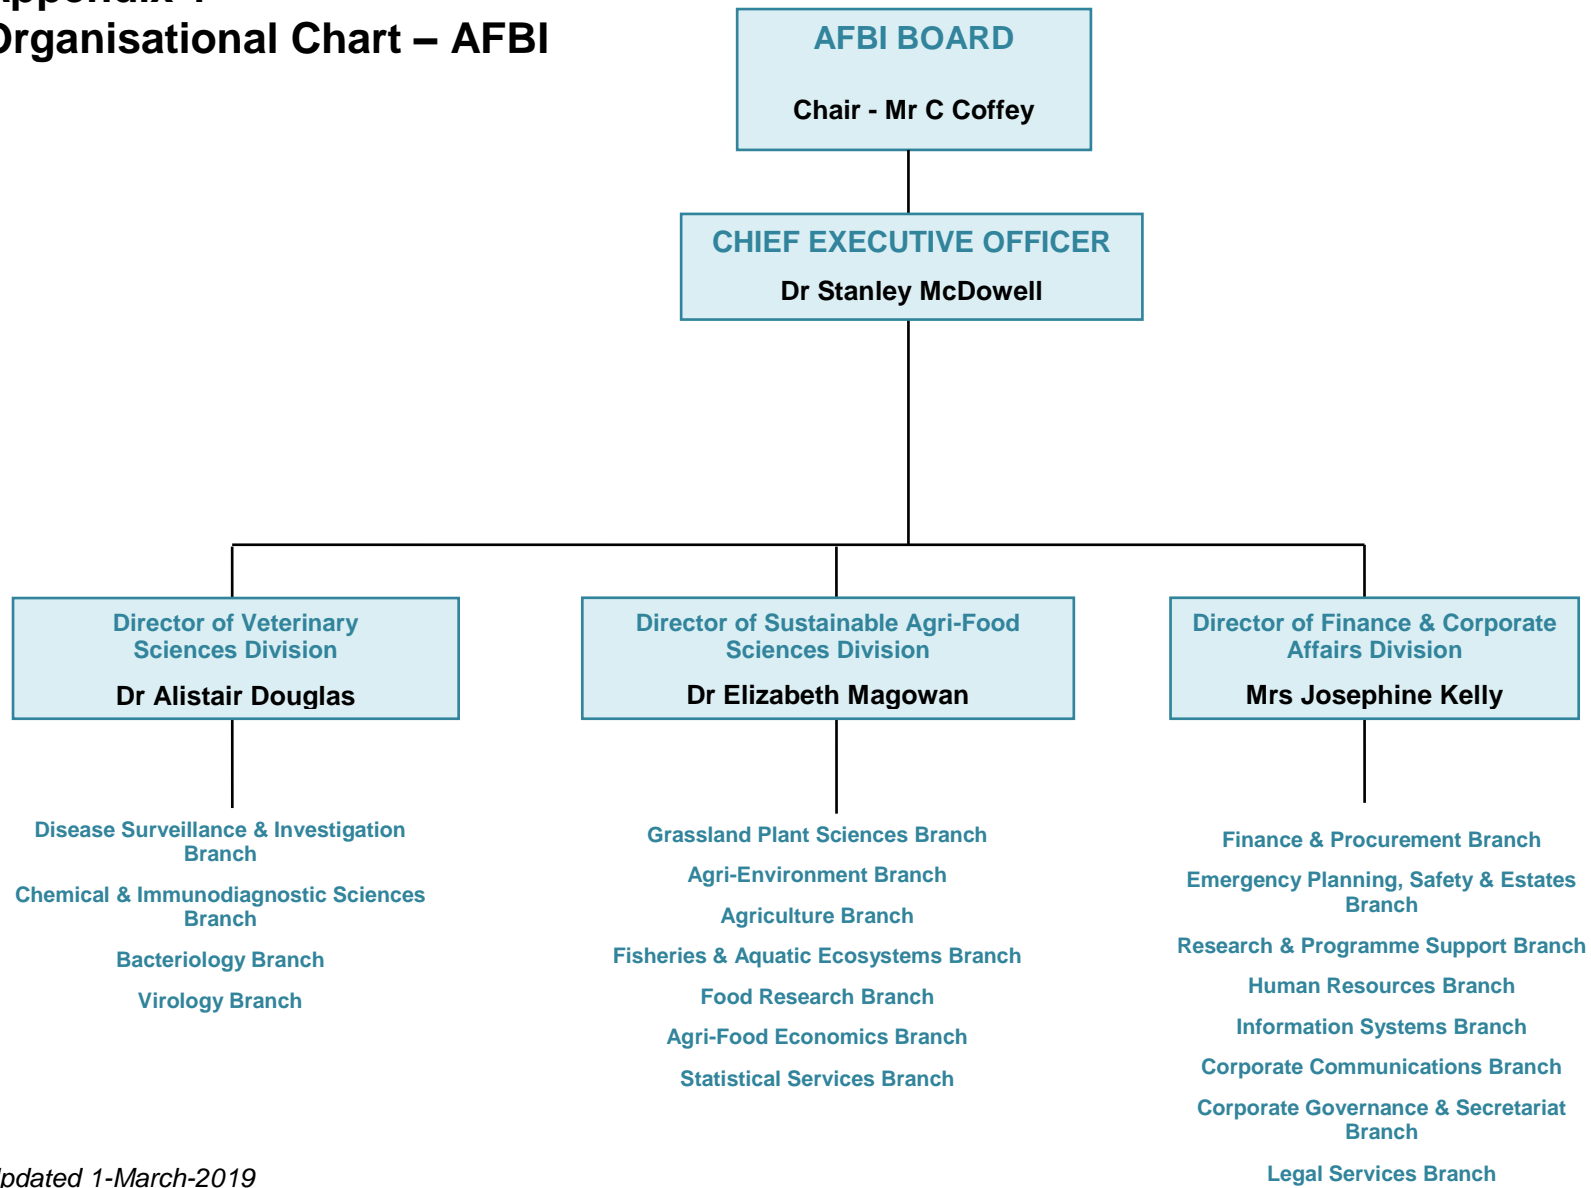 Organisational Chart – AFBI
AFBI BOARD
Chair - Mr C Coffey
CHIEF EXECUTIVE OFFICER
Dr Stanley McDowell
Director of Veterinary
Sciences Division
Dr Alistair Douglas
Director of Sustainable Agri-Food
Sciences Division
Dr Elizabeth Magowan
Director of Finance & Corporate
Affairs Division
Mrs Josephine Kelly
Disease Surveillance & Investigation
Branch
Chemical & Immunodiagnostic Sciences
Branch
Bacteriology Branch
Virology Branch
Grassland Plant Sciences Branch
Agri-Environment Branch
Agriculture Branch
Fisheries & Aquatic Ecosystems Branch
Food Research Branch
Agri-Food Economics Branch
Statistical Services Branch
Finance & Procurement Branch
Emergency Planning, Safety & Estates
Branch
Research & Programme Support Branch
Human Resources Branch
Information Systems Branch
Corporate Communications Branch
Corporate Governance & Secretariat
Branch
Legal Services Branch
Updated 1-March-2019